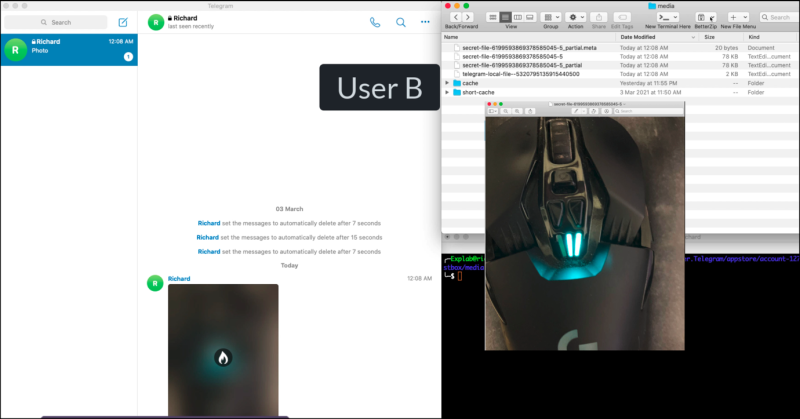 Telegram
Search
Richard
12:08 AM
Photo
1
R
R
Richard
last seen recently
User B
03 March
Richard set the messages to automatically delete after 7 seconds
Richard set the messages to automatically delete after 15 seconds
Richard set the messages to automatically delete after 7 seconds
Today
R
Richard
12:08 AM
media
Search
Back/Forward
View
Group
Action
Share
Edit Tags
New Terminal Here
BetterZip
New File Menu
Name
Date Modified
Size
Kind
secret-file-6199593869378585045-5_partial.meta
Today at 12:08 AM
20 bytes
Document
secret-file-6199593869378585045-5
Today at 12:08 AM
78 KB
TextEdi...cument
secret-file-6199593869378585045-5_partial
Today at 12:08 AM
78 KB
TextEdi...cument
telegram-local-file--5320795135915440500
Today at 12:08 AM
2 KB
TextEdi...cument
cache
Yesterday at 11:55 PM
--
Folder
short-cache
3 Mar 2021 at 11:50 AM
--
Folder
secret-file-6199593869378585045-5
Search
G
richard
Explab@ri
r.Telegram/appstore/account-122
stbox/media
$